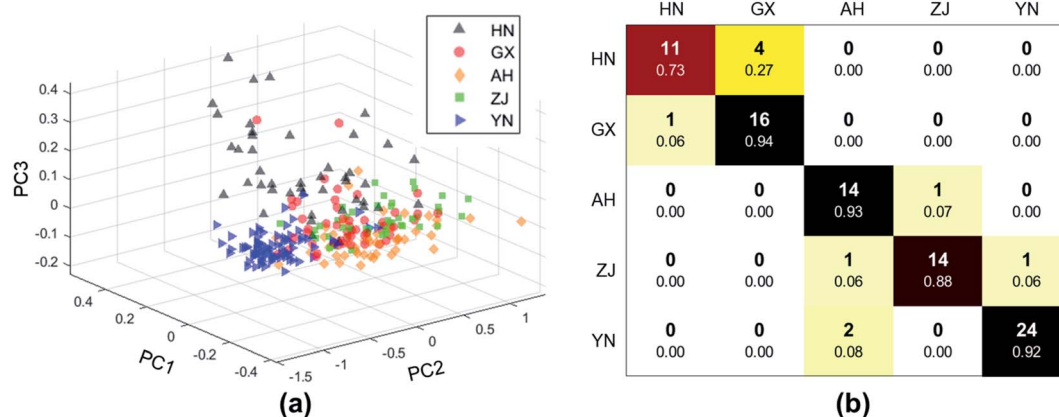 HN
GX
AH
ZJ
YN
0.4
0.3
0.2
0.1
0
-0.1
-0.2
PC3
0.4
0.2
0
-0.2
-0.4
PC1
-1.5
-1
-0.5
0
0.5
1
PC2
(a)
HN GX AH ZJ YN
HN 11 4 0 0 0
0.73 0.27 0.00 0.00 0.00
GX 1 16 0 0 0
0.06 0.94 0.00 0.00 0.00
AH 0 0 14 1 0
0.00 0.00 0.93 0.07 0.00
ZJ 0 0 1 14 1
0.00 0.00 0.06 0.88 0.06
YN 0 0 2 0 24
0.00 0.00 0.08 0.00 0.92
(b)